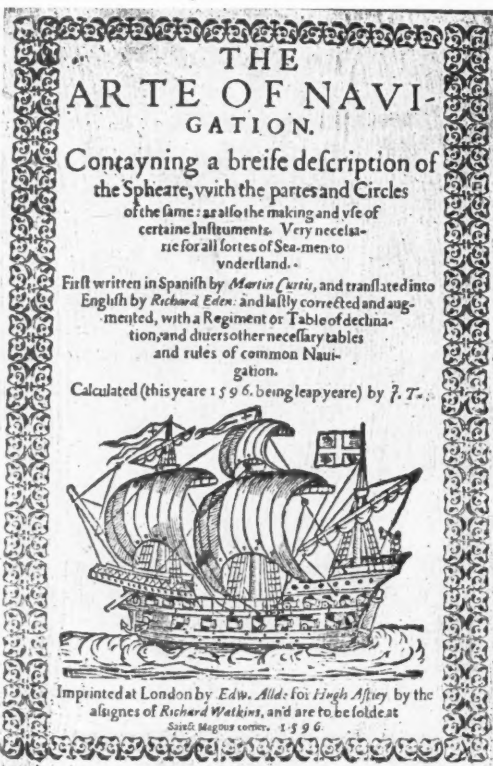 THE
ARTE OF NAVI-
GATION.
Contayning a breife deſcription of
the Spheare, vvith the partes and Circles
of the ſame: as alſo the making and vſe of
certaine Inſtruments. Very neceſſa-
rie for all ſortes of Sea-men to
vnderſtand.
Firſt written in Spaniſh by Martin Curtis, and tranſlated into
Engliſh by Richard Eden: and laſtly corrected and aug-
mented, with a Regiment or Table of declina-
tion, and diuers other neceſſary tables
and rules of common Naui-
gation.
Calculated (this yeare 1596. being leap yeare) by J. T.
Imprinted at London by Edw. Alld: for Hugh Aſtley by the
aſsignes of Richard Watkins, and are to be ſolde at
Sainct Magnus corner. 1596.